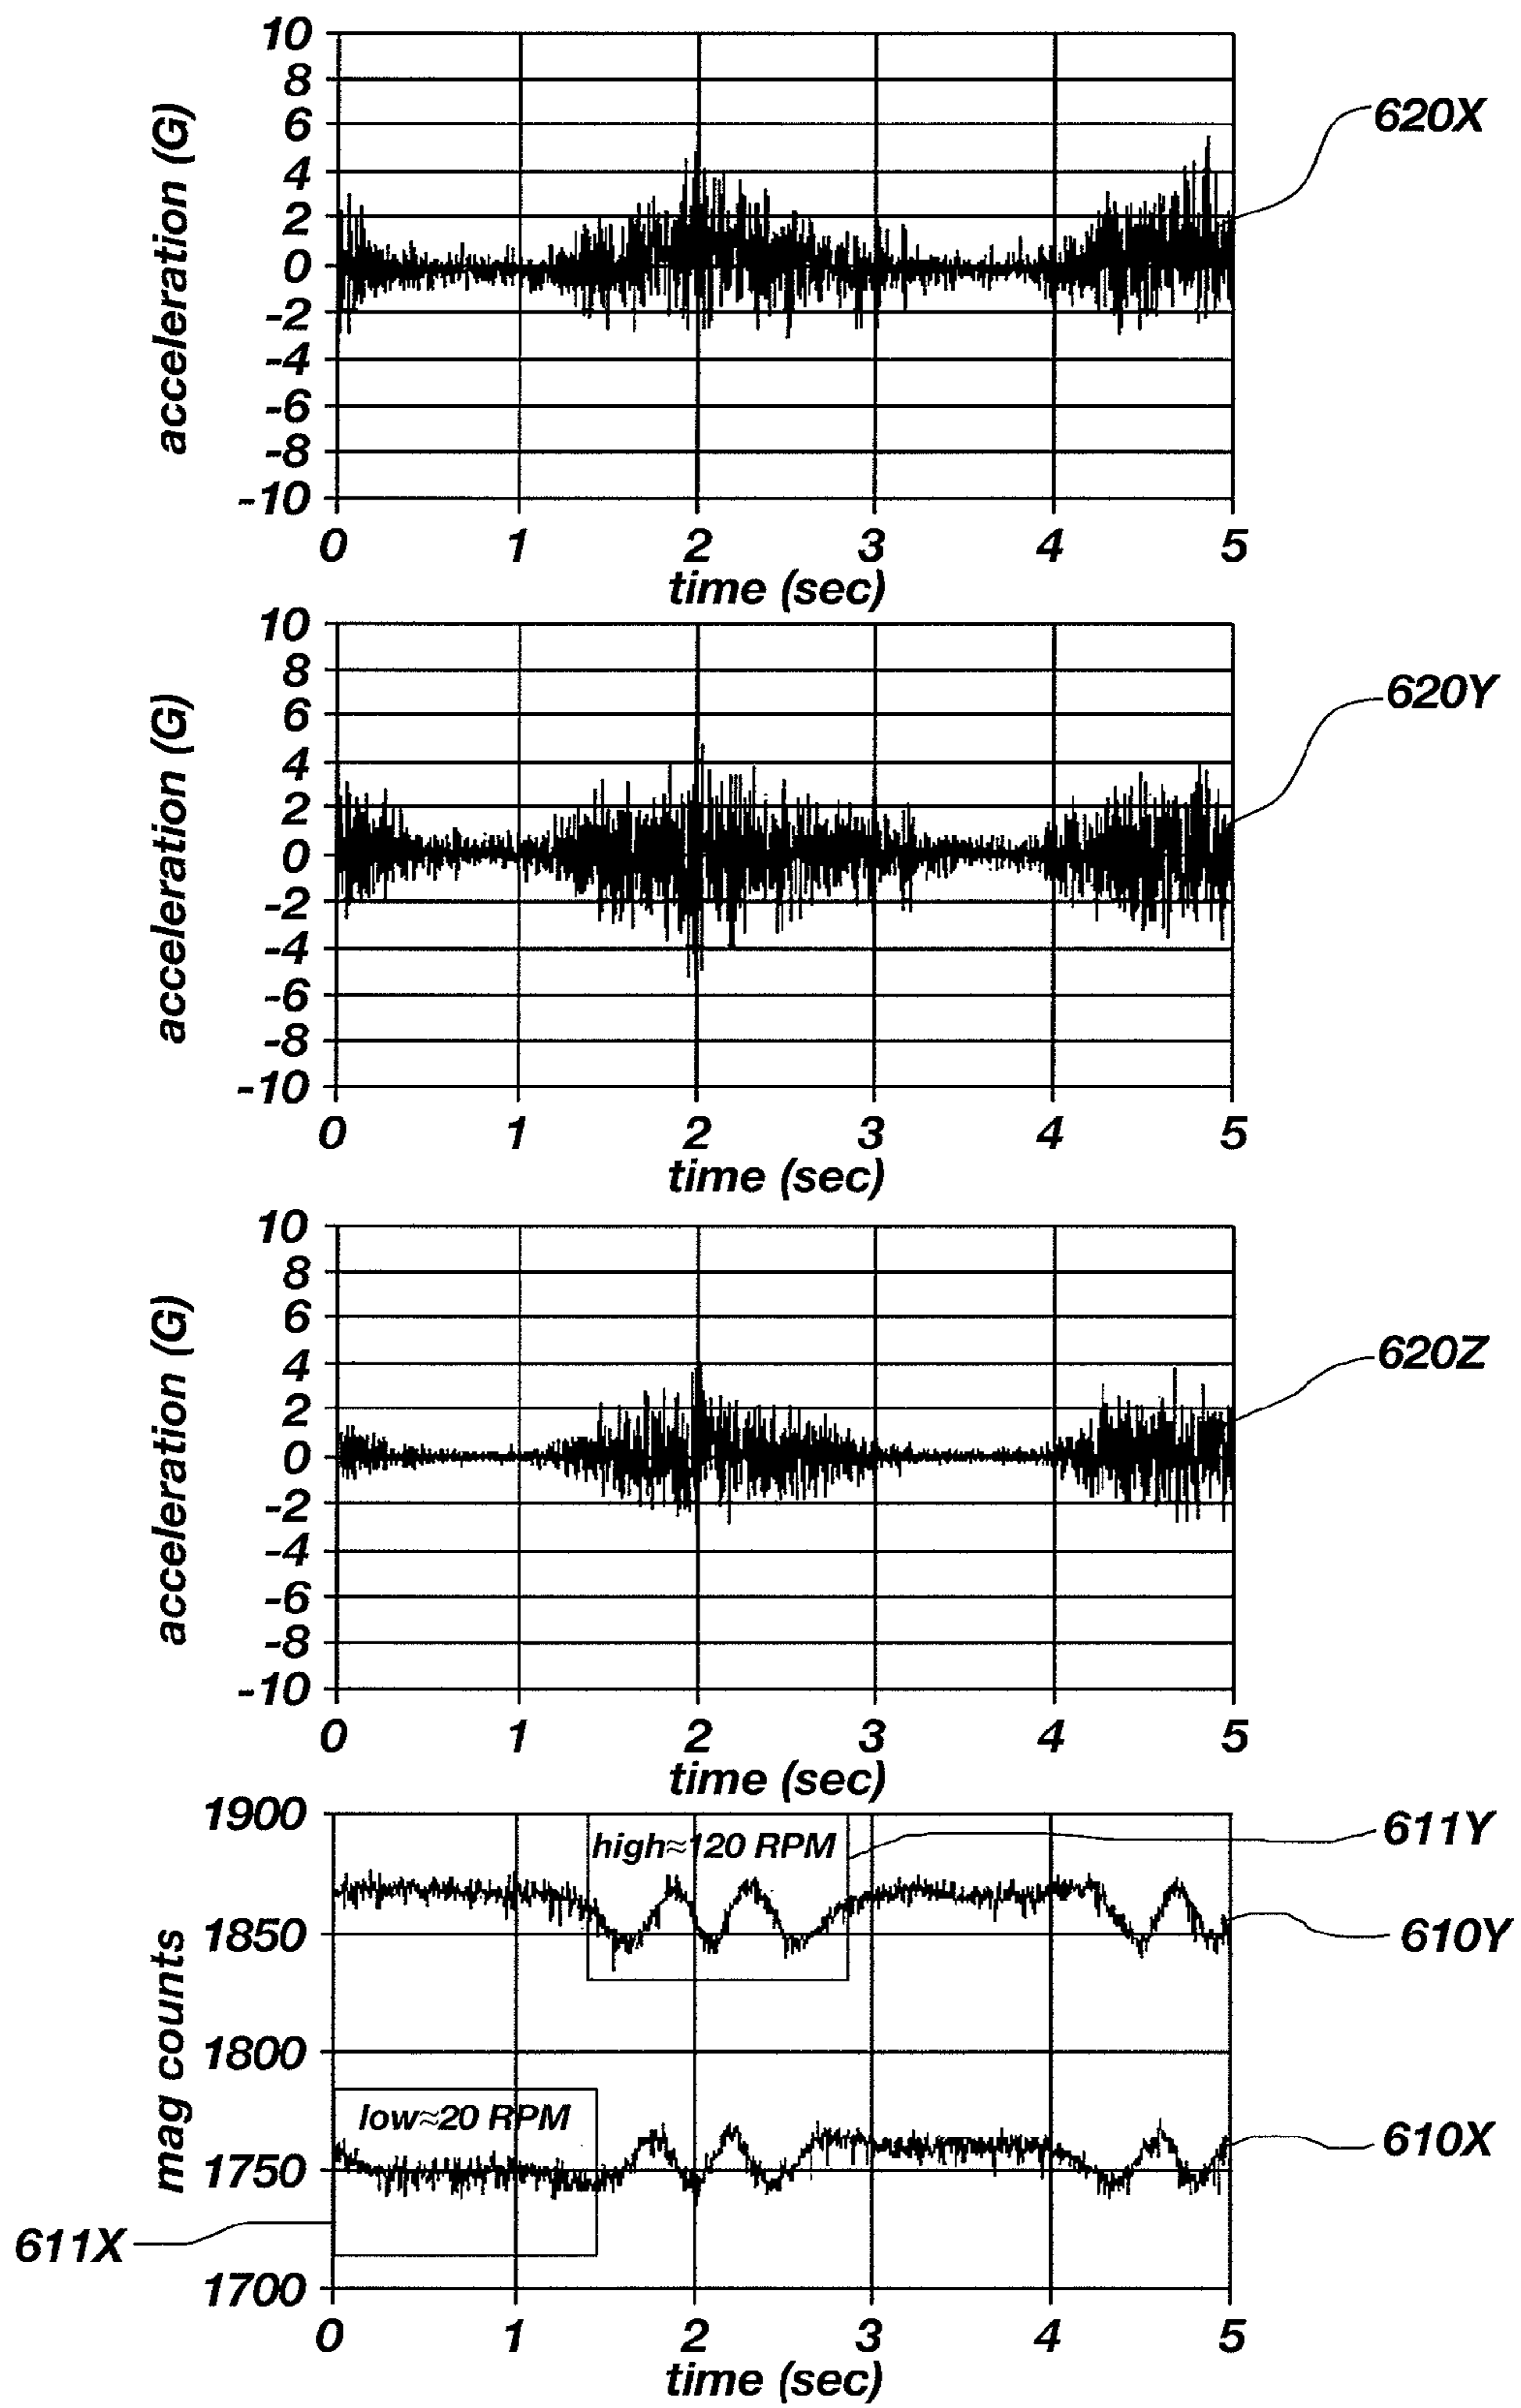 10
8
6
4
2
0
-2
-4
-6
-8
-10
acceleration (G)
0 1 2 3 4 5
time (sec)
620X
10
8
6
4
2
0
-2
-4
-6
-8
-10
acceleration (G)
0 1 2 3 4 5
time (sec)
620Y
10
8
6
4
2
0
-2
-4
-6
-8
-10
acceleration (G)
0 1 2 3 4 5
time (sec)
620Z
1900
1850
1800
1750
1700
mag counts
high≈120 RPM
low≈20 RPM
611Y
610Y
610X
611X
0 1 2 3 4 5
time (sec)